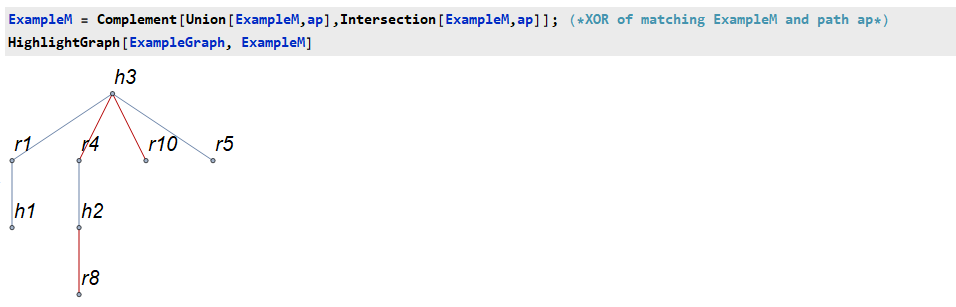 ExampleM = Complement[Union[ExampleM,ap],Intersection[ExampleM,ap]]; (*XOR of matching ExampleM and path ap*)
HighlightGraph[ExampleGraph, ExampleM]
h3
r1 r4 r10 r5
h1 h2
r8